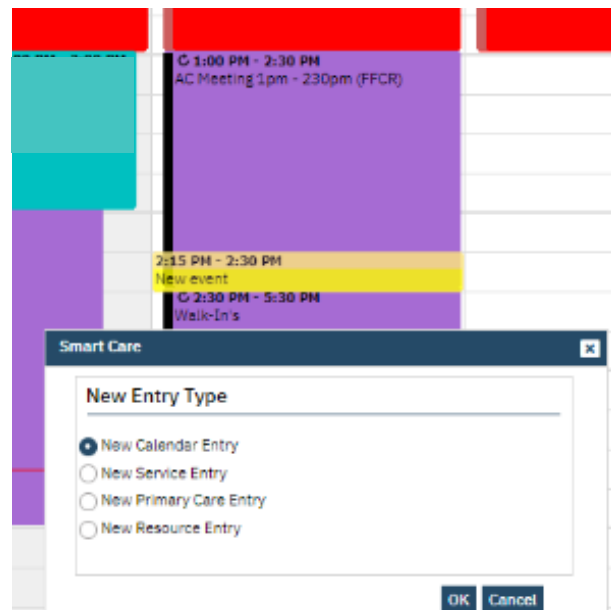 1:00 PM - 2:30 PM
AC Meeting 1pm - 230pm (FFCR)
2:15 PM - 2:30 PM
New event
2:30 PM - 5:30 PM
Walk-In's
Smart Care
New Entry Type
New Calendar Entry
New Service Entry
New Primary Care Entry
New Resource Entry
OK Cancel